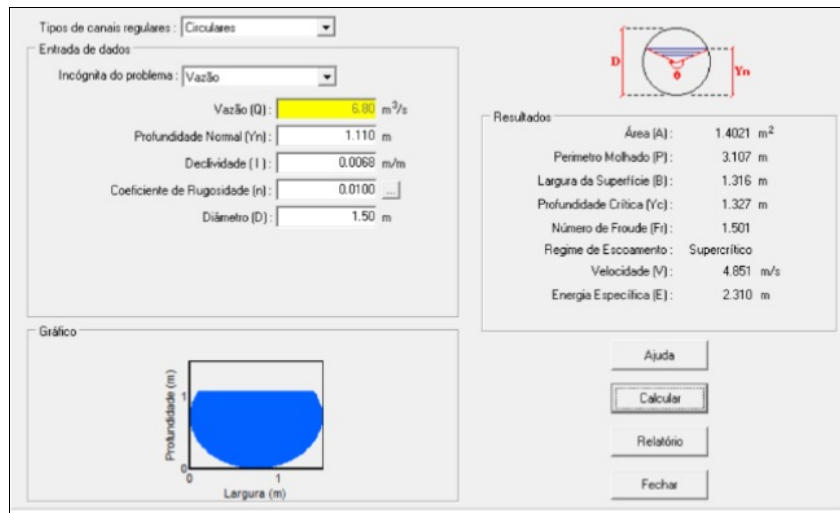 Tipos de canais regulares : Circulares
Entrada de dados
Incógnita do problema : Vazão
Vazão (Q) : 6.80 m³/s
Profundidade Normal (Yn) : 1.110 m
Declividade ( I ) : 0.0068 m/m
Coeficiente de Rugosidade (n) : 0.0100 ...
Diâmetro (D) : 1.50 m
D
θ
Yn
Resultados
Área (A) : 1.4021 m²
Perímetro Molhado (P) : 3.107 m
Largura da Superfície (B) : 1.316 m
Profundidade Crítica (Yc) : 1.327 m
Número de Froude (Fr) : 1.501
Regime de Escoamento : Supercrítico
Velocidade (V) : 4.851 m/s
Energia Específica (E) : 2.310 m
Gráfico
Profundidade (m)
1
0
0 1
Largura (m)
Ajuda
Calcular
Relatório
Fechar